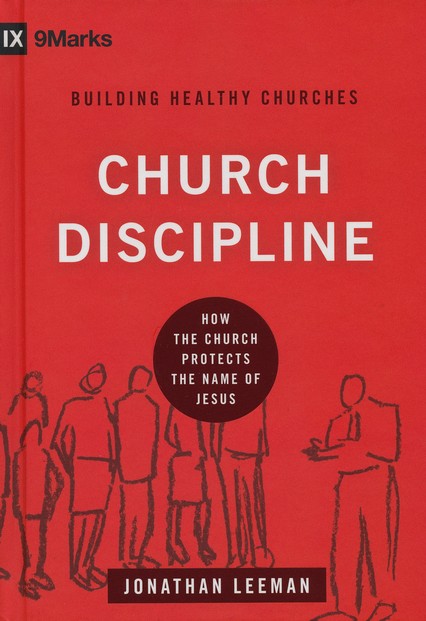 IX 9Marks
BUILDING HEALTHY CHURCHES
CHURCH
DISCIPLINE
HOW
THE CHURCH
PROTECTS
THE NAME OF
JESUS
JONATHAN LEEMAN